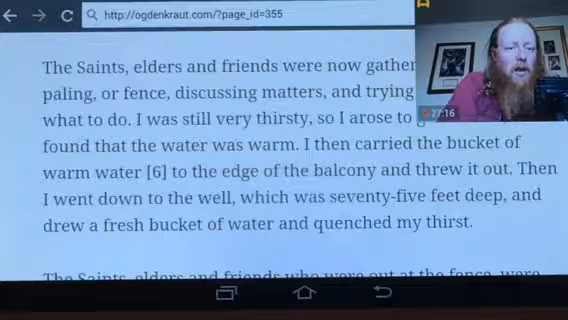 http://ogdenkraut.com/?page_id=355
The Saints, elders and friends were now gather
paling, or fence, discussing matters, and trying
what to do. I was still very thirsty, so I arose to
found that the water was warm. I then carried the bucket of
warm water [6] to the edge of the balcony and threw it out. Then
I went down to the well, which was seventy-five feet deep, and
drew a fresh bucket of water and quenched my thirst.
The Saints, elders and friends who were out at the fence, were
27:16